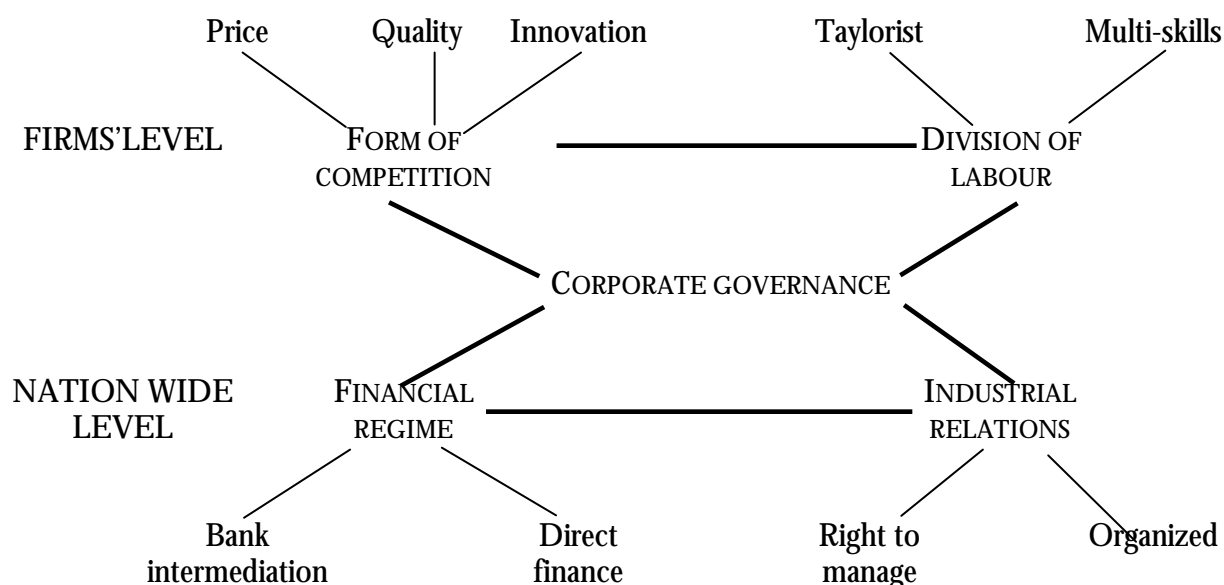 Price Quality Innovation Taylorist Multi-skills
FIRMS'LEVEL FORM OF DIVISION OF
COMPETITION LABOUR
CORPORATE GOVERNANCE
NATION WIDE FINANCIAL INDUSTRIAL
LEVEL REGIME RELATIONS
Bank Direct Right to Organized
intermediation finance manage